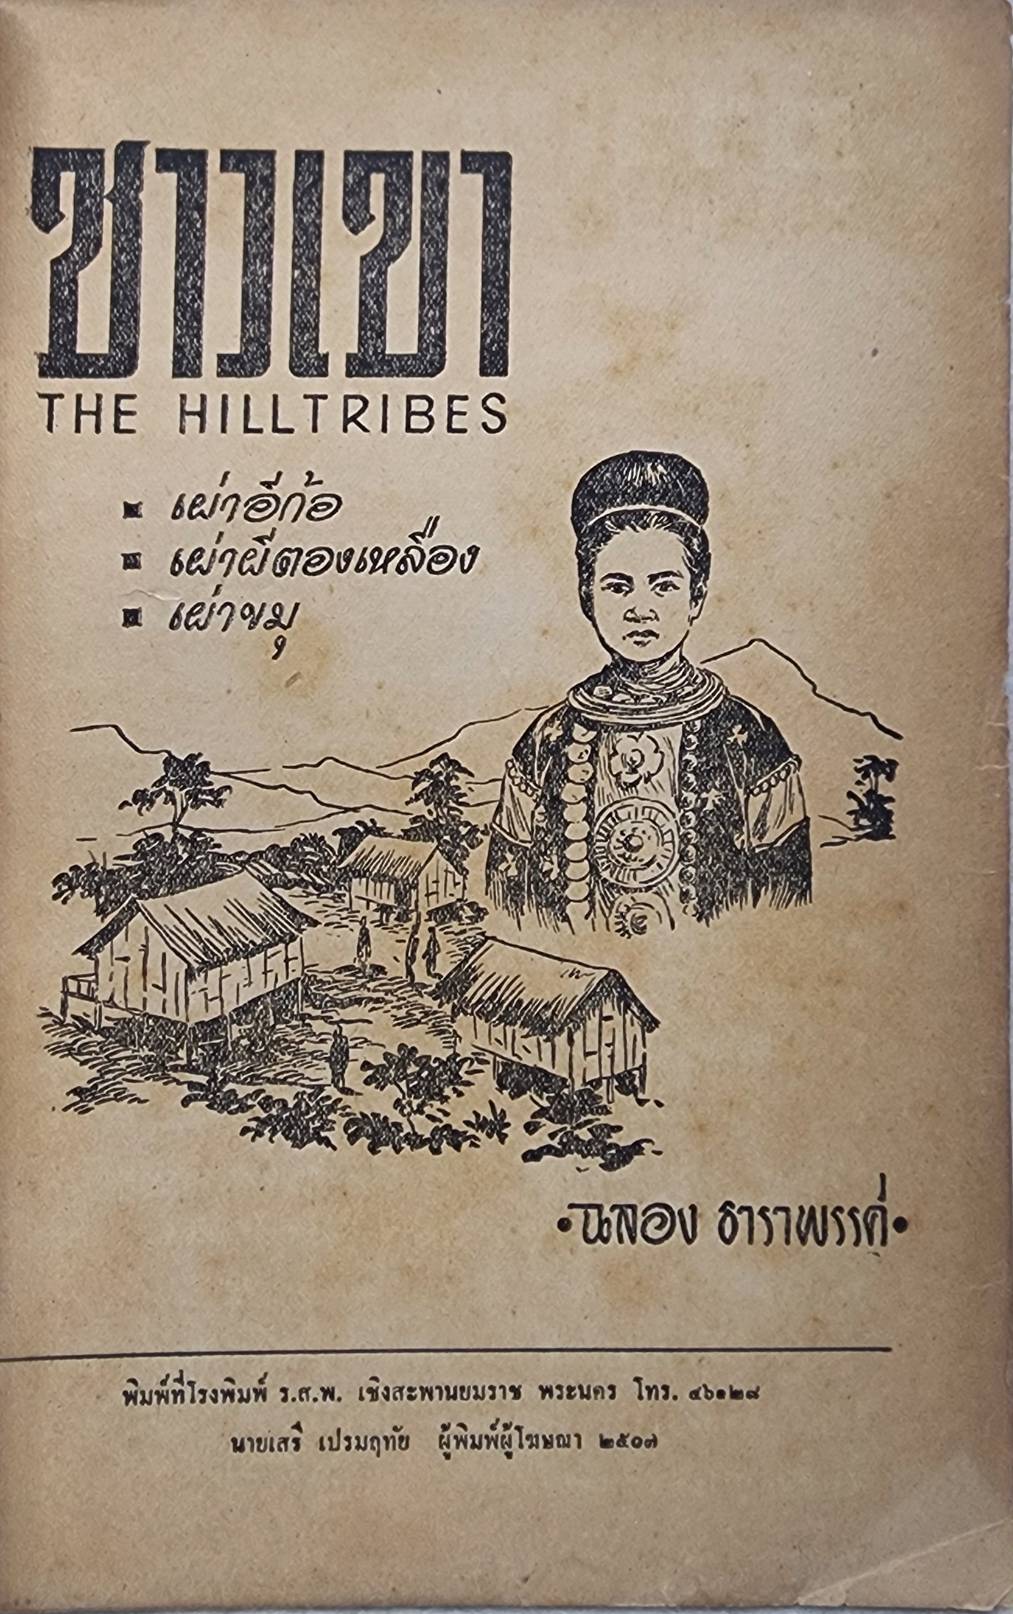 ชาวเขา
THE HILLTRIBES
▪ เผ่าอีก้อ
▪ เผ่าผีตองเหลือง
▪ เผ่าขมุ
•ฉลอง ธาราพรรค์•
พิมพ์ที่โรงพิมพ์ ร.ส.พ. เชิงสะพานยมราช พระนคร โทร. ๔๖๑๒๘
นายเสรี เปรมฤทัย ผู้พิมพ์ผู้โฆษณา ๒๕๐๗